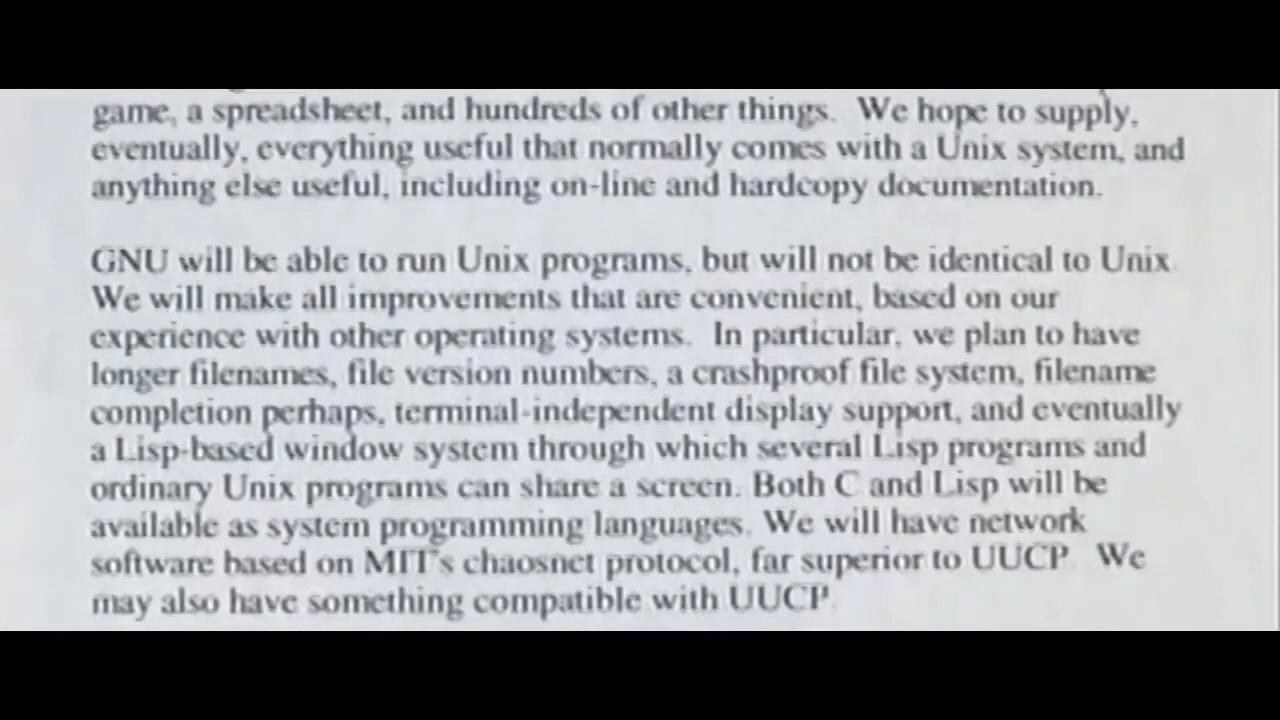 game, a spreadsheet, and hundreds of other things.  We hope to supply,
eventually, everything useful that normally comes with a Unix system, and
anything else useful, including on-line and hardcopy documentation.
GNU will be able to run Unix programs, but will not be identical to Unix.
We will make all improvements that are convenient, based on our
experience with other operating systems.  In particular, we plan to have
longer filenames, file version numbers, a crashproof file system, filename
completion perhaps, terminal-independent display support, and eventually
a Lisp-based window system through which several Lisp programs and
ordinary Unix programs can share a screen. Both C and Lisp will be
available as system programming languages. We will have network
software based on MIT's chaosnet protocol, far superior to UUCP.  We
may also have something compatible with UUCP.